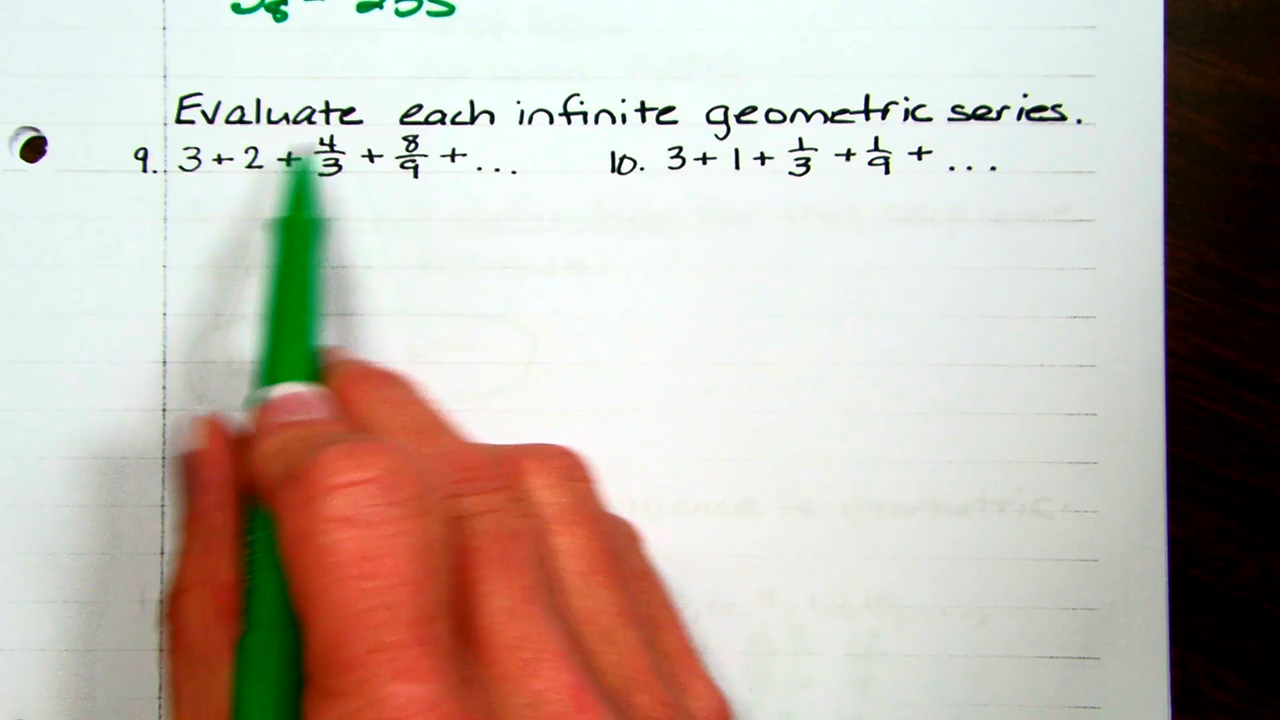 Evaluate each infinite geometric series.
9. 3 + 2 + 4/3 + 8/9 + ... 10. 3 + 1 + 1/3 + 1/9 + ...